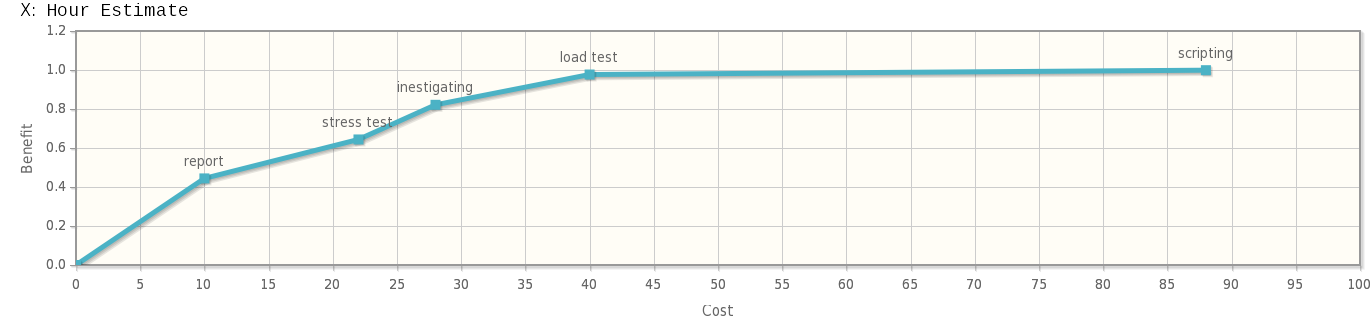 X: Hour Estimate
1.2
scripting
load test
1.0
inestigating
0.8
stress test
0.6
report
0.4
0.2
0.0
Benefit
0 5 10 15 20 25 30 35 40 45 50 55 60 65 70 75 80 85 90 95 100
Cost